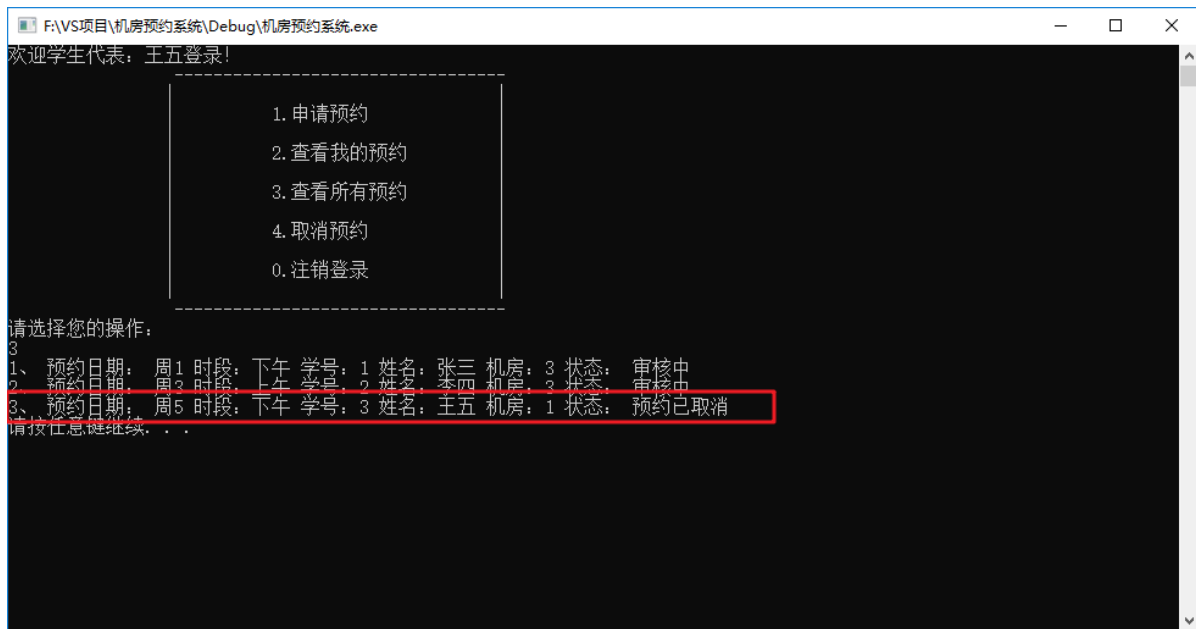 F:\VS项目\机房预约系统\Debug\机房预约系统.exe
欢迎学生代表：王五登录！
1.申请预约
2.查看我的预约
3.查看所有预约
4.取消预约
0.注销登录
请选择您的操作：
3
1、 预约日期： 周1 时段：下午 学号：1 姓名：张三 机房：3 状态： 审核中
2、 预约日期： 周3 时段：上午 学号：2 姓名：李四 机房：3 状态： 审核中
3、 预约日期： 周5 时段：下午 学号：3 姓名：王五 机房：1 状态： 预约已取消
请按任意键继续. . .